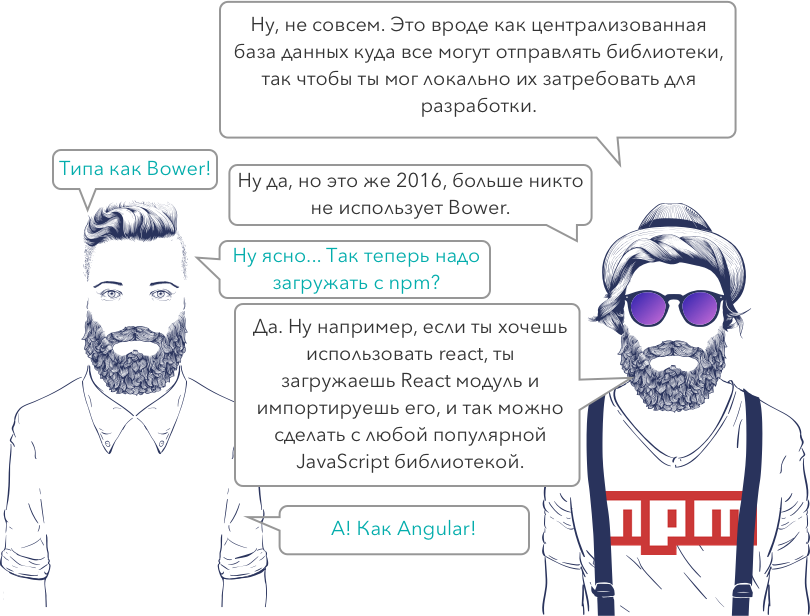 Ну, не совсем. Это вроде как централизованная
база данных куда все могут отправлять библиотеки,
так чтобы ты мог локально их затребовать для
разработки.
Типа как Bower!
Ну да, но это же 2016, больше никто
не использует Bower.
Ну ясно... Так теперь надо
загружать с npm?
Да. Ну например, если ты хочешь
использовать react, ты
загружаешь React модуль и
импортируешь его, и так можно
сделать с любой популярной
JavaScript библиотекой.
А! Как Angular!
npm